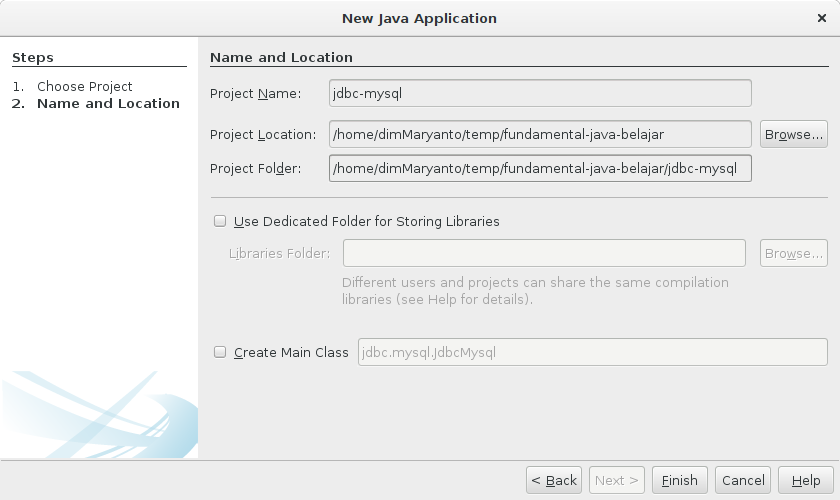 New Java Application
Steps
1. Choose Project
2. Name and Location
Name and Location
Project Name: jdbc-mysql
Project Location: /home/dimMaryanto/temp/fundamental-java-belajar Browse...
Project Folder: /home/dimMaryanto/temp/fundamental-java-belajar/jdbc-mysql
Use Dedicated Folder for Storing Libraries
Libraries Folder: Browse...
Different users and projects can share the same compilation
libraries (see Help for details).
Create Main Class jdbc.mysql.JdbcMysql
< Back Next > Finish Cancel Help